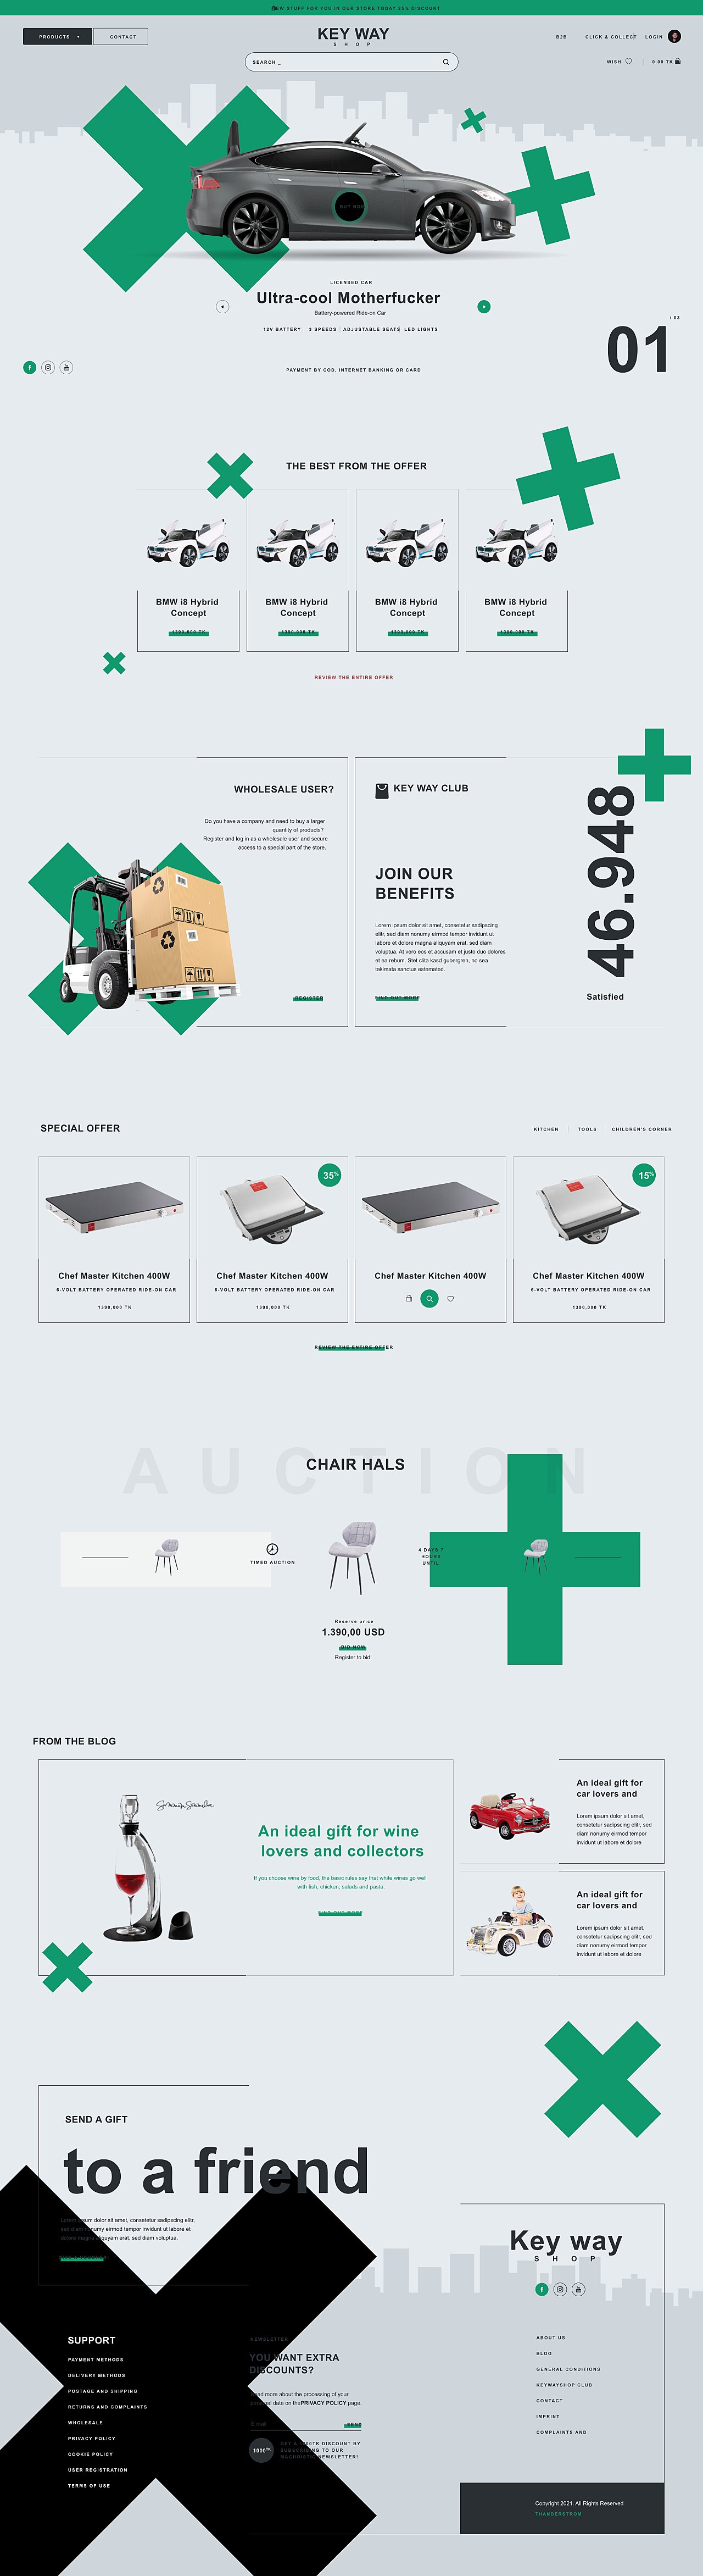 NEW STUFF FOR YOU IN OUR STORE TODAY 25% DISCOUNT
PRODUCTS
CONTACT
KEY WAY
SHOP
B2B
CLICK & COLLECT
LOGIN
SEARCH _
WISH
0.00 TK
BUY NOW
LICENSED CAR
Ultra-cool Motherfucker
Battery-powered Ride-on Car
12V BATTERY
3 SPEEDS
ADJUSTABLE SEATE
LED LIGHTS
/ 03
01
PAYMENT BY COD, INTERNET BANKING OR CARD
THE BEST FROM THE OFFER
BMW i8 Hybrid
Concept
1390,000 TK
BMW i8 Hybrid
Concept
1390,000 TK
BMW i8 Hybrid
Concept
1390,000 TK
BMW i8 Hybrid
Concept
1390,000 TK
REVIEW THE ENTIRE OFFER
WHOLESALE USER?
Do you have a company and need to buy a larger
quantity of products?
Register and log in as a wholesale user and secure
access to a special part of the store.
REGISTER
KEY WAY CLUB
JOIN OUR
BENEFITS
Lorem ipsum dolor sit amet, consetetur sadipscing
elitr, sed diam nonumy eirmod tempor invidunt ut
labore et dolore magna aliquyam erat, sed diam
voluptua. At vero eos et accusam et justo duo dolores
et ea rebum. Stet clita kasd gubergren, no sea
takimata sanctus estemated.
FIND OUT MORE
46.948
Satisfied
SPECIAL OFFER
KITCHEN
TOOLS
CHILDREN'S CORNER
Chef Master Kitchen 400W
6-VOLT BATTERY OPERATED RIDE-ON CAR
1390,000 TK
35%
Chef Master Kitchen 400W
6-VOLT BATTERY OPERATED RIDE-ON CAR
1390,000 TK
Chef Master Kitchen 400W
15%
Chef Master Kitchen 400W
6-VOLT BATTERY OPERATED RIDE-ON CAR
1390,000 TK
REVIEW THE ENTIRE OFFER
AUCTION
CHAIR HALS
TIMED AUCTION
4 DAYS 7
HOURS
UNTIL
Reserve price
1.390,00 USD
BID NOW
Register to bid!
FROM THE BLOG
An ideal gift for wine
lovers and collectors
If you choose wine by food, the basic rules say that white wines go well
with fish, chicken, salads and pasta.
FIND OUT MORE
An ideal gift for
car lovers and
Lorem ipsum dolor sit amet,
consetetur sadipscing elitr, sed
diam nonumy eirmod tempor
invidunt ut labore et dolore
An ideal gift for
car lovers and
Lorem ipsum dolor sit amet,
consetetur sadipscing elitr, sed
diam nonumy eirmod tempor
invidunt ut labore et dolore
SEND A GIFT
to a friend
Lorem ipsum dolor sit amet, consetetur sadipscing elitr,
sed diam nonumy eirmod tempor invidunt ut labore et
dolore magna aliquyam erat, sed diam voluptua.
Key way
SHOP
SUPPORT
PAYMENT METHODS
DELIVERY METHODS
POSTAGE AND SHIPPING
RETURNS AND COMPLAINTS
WHOLESALE
PRIVACY POLICY
COOKIE POLICY
USER REGISTRATION
TERMS OF USE
NEWSLETTER
YOU WANT EXTRA
DISCOUNTS?
Read more about the processing of your
personal data on the PRIVACY POLICY page.
E mail
SEND
1000TK
GET A 1000TK DISCOUNT BY
SUBSCRIBING TO OUR
NEWSLETTER!
ABOUT US
BLOG
GENERAL CONDITIONS
KEYWAYSHOP CLUB
CONTACT
IMPRINT
COMPLAINTS AND
Copyright 2021. All Rights Reserved
THANDERSTROM